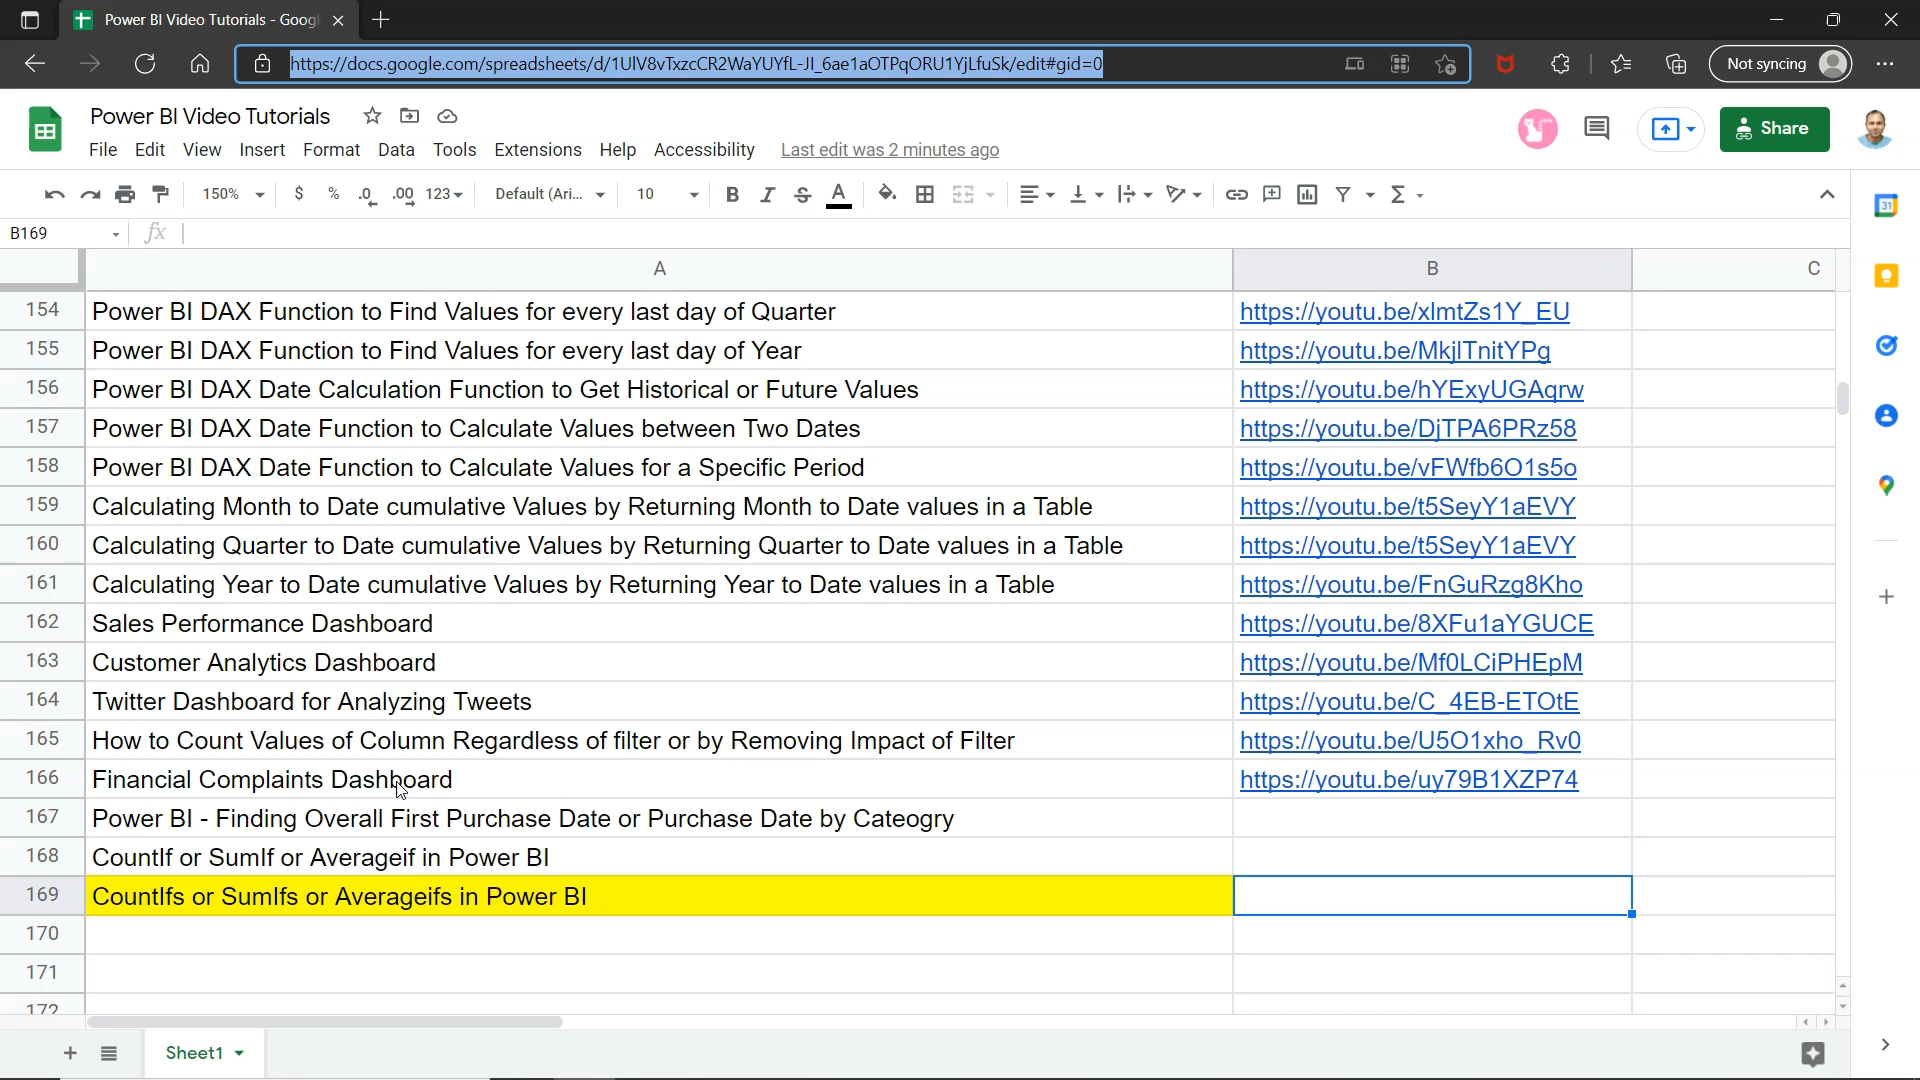 Power BI Video Tutorials - Goog
https://docs.google.com/spreadsheets/d/1UlV8vTxzcCR2WaYUYfL-JI_6ae1aOTPqORU1YjLfuSk/edit#gid=0
Not syncing
Power BI Video Tutorials
File Edit View Insert Format Data Tools Extensions Help Accessibility Last edit was 2 minutes ago
Share
150% $ % .0 .00 123 Default (Ari... 10 B I S A Σ
B169 fx
A B C
154 Power BI DAX Function to Find Values for every last day of Quarter https://youtu.be/xlmtZs1Y_EU
155 Power BI DAX Function to Find Values for every last day of Year https://youtu.be/MkjlTnitYPg
156 Power BI DAX Date Calculation Function to Get Historical or Future Values https://youtu.be/hYExyUGAqrw
157 Power BI DAX Date Function to Calculate Values between Two Dates https://youtu.be/DjTPA6PRz58
158 Power BI DAX Date Function to Calculate Values for a Specific Period https://youtu.be/vFWfb6O1s5o
159 Calculating Month to Date cumulative Values by Returning Month to Date values in a Table https://youtu.be/t5SeyY1aEVY
160 Calculating Quarter to Date cumulative Values by Returning Quarter to Date values in a Table https://youtu.be/t5SeyY1aEVY
161 Calculating Year to Date cumulative Values by Returning Year to Date values in a Table https://youtu.be/FnGuRzg8Kho
162 Sales Performance Dashboard https://youtu.be/8XFu1aYGUCE
163 Customer Analytics Dashboard https://youtu.be/Mf0LCiPHEpM
164 Twitter Dashboard for Analyzing Tweets https://youtu.be/C_4EB-ETOtE
165 How to Count Values of Column Regardless of filter or by Removing Impact of Filter https://youtu.be/U5O1xho_Rv0
166 Financial Complaints Dashboard https://youtu.be/uy79B1XZP74
167 Power BI - Finding Overall First Purchase Date or Purchase Date by Cateogry
168 CountIf or SumIf or Averageif in Power BI
169 CountIfs or SumIfs or Averageifs in Power BI
170
171
172
Sheet1
31